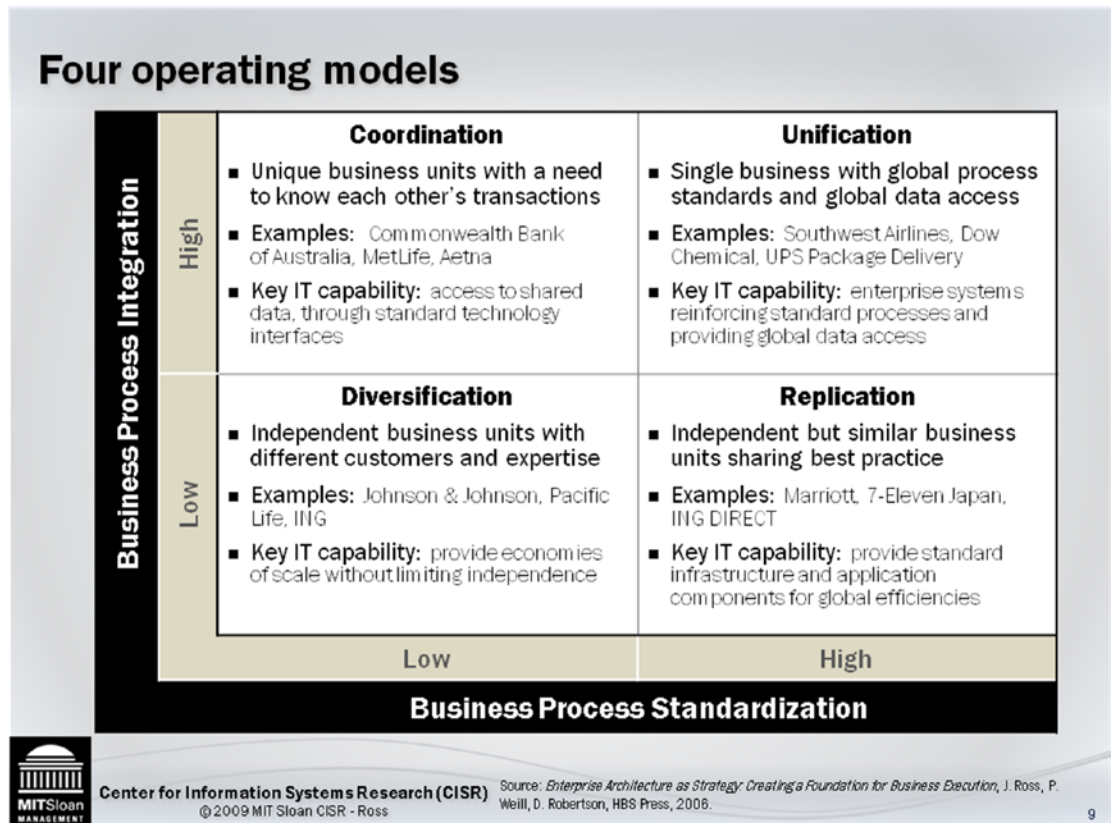 Four operating models
Business Process Integration
High
Coordination
■ Unique business units with a need
to know each other's transactions
■ Examples: Commonwealth Bank
of Australia, MetLife, Aetna
■ Key IT capability: access to shared
data, through standard technology
interfaces
Unification
■ Single business with global process
standards and global data access
■ Examples: Southwest Airlines, Dow
Chemical, UPS Package Delivery
■ Key IT capability: enterprise systems
reinforcing standard processes and
providing global data access
Low
Diversification
■ Independent business units with
different customers and expertise
■ Examples: Johnson & Johnson, Pacific
Life, ING
■ Key IT capability: provide economies
of scale without limiting independence
Replication
■ Independent but similar business
units sharing best practice
■ Examples: Marriott, 7-Eleven Japan,
ING DIRECT
■ Key IT capability: provide standard
infrastructure and application
components for global efficiencies
Low
High
Business Process Standardization
MITSloan
MANAGEMENT
Center for Information Systems Research (CISR)
© 2009 MIT Sloan CISR - Ross
Source: Enterprise Architecture as Strategy: Creating a Foundation for Business Execution, J. Ross, P.
Weill, D. Robertson, HBS Press, 2006.
9